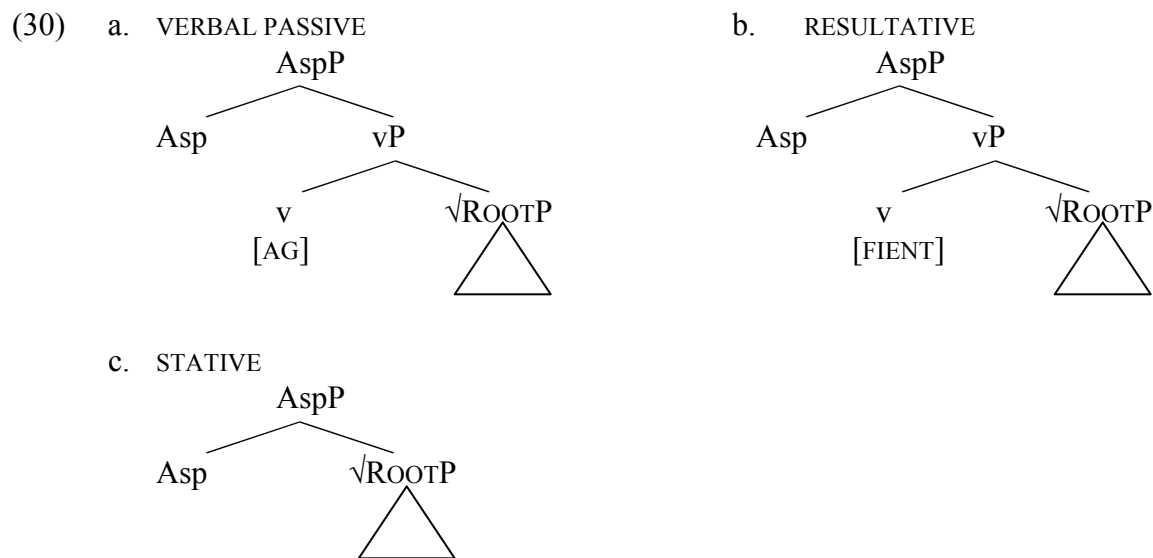 (30) a. VERBAL PASSIVE b. RESULTATIVE
AspP AspP
Asp vP Asp vP
v √ROOTP v √ROOTP
[AG] [FIENT]
c. STATIVE
AspP
Asp √ROOTP